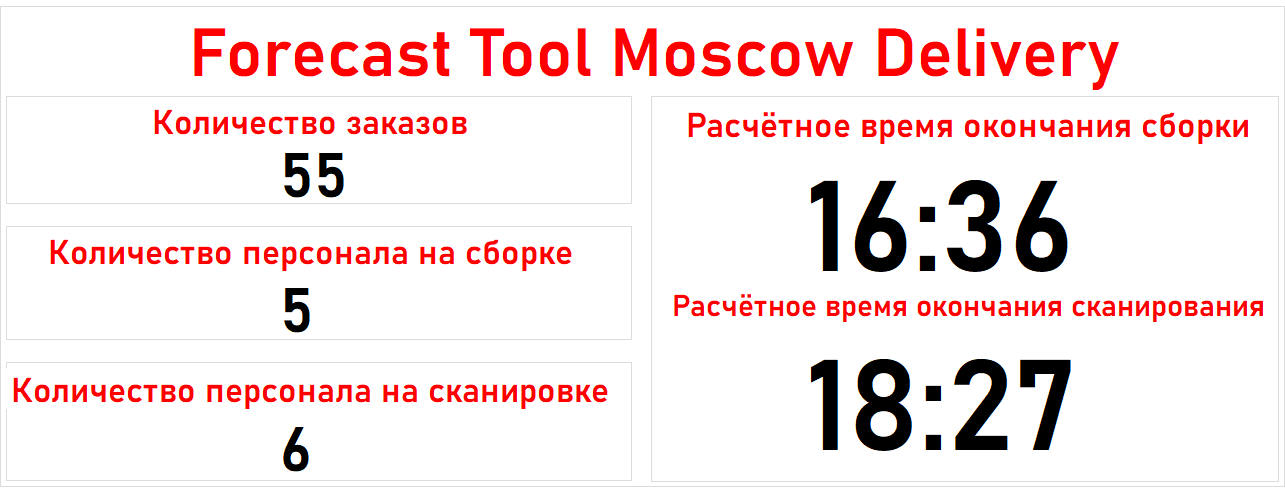 Forecast Tool Moscow Delivery
Количество заказов
55
Количество персонала на сборке
5
Количество персонала на сканировке
6
Расчётное время окончания сборки
16:36
Расчётное время окончания сканирования
18:27